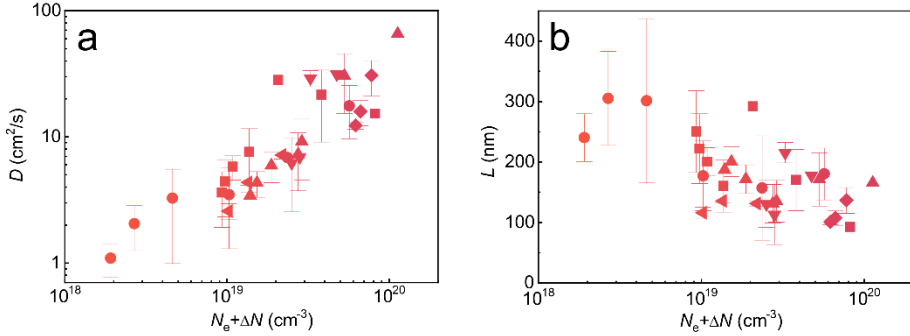 a
100
10
1
D (cm²/s)
10¹⁸
10¹⁹
10²⁰
Nₑ+ΔN (cm⁻³)
b
400
300
200
100
0
L (nm)
10¹⁸
10¹⁹
10²⁰
Nₑ+ΔN (cm⁻³)